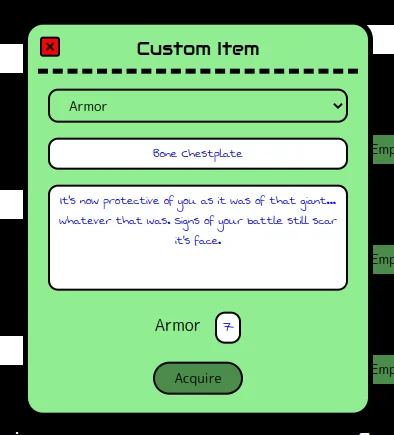 Custom Item
Armor
Bone Chestplate
It's now protective of you as it was of that giant...
whatever that was. Signs of your battle still scar
it's face.
Armor 7
Acquire
Emp
Emp
Emp